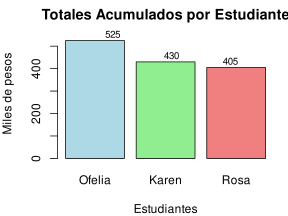 Totales Acumulados por Estudiante
Miles de pesos
400
200
0
525
430
405
Ofelia
Karen
Rosa
Estudiantes